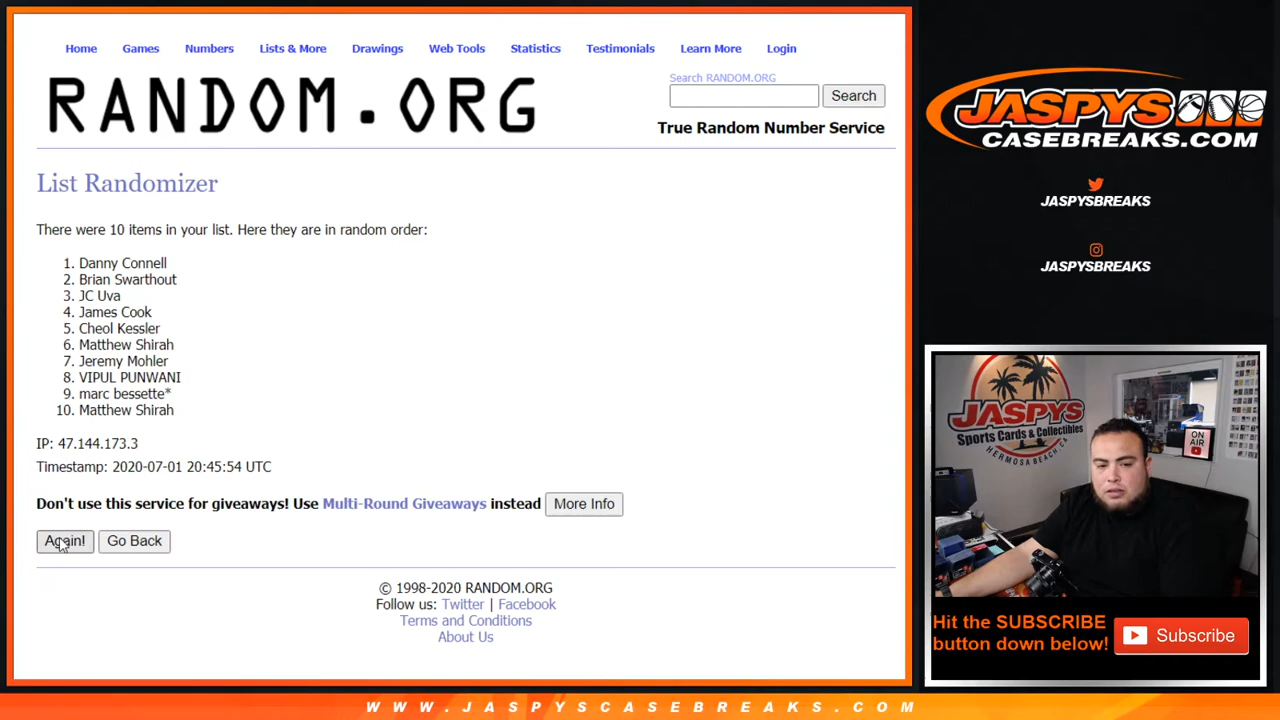 Home Games Numbers Lists & More Drawings Web Tools Statistics Testimonials Learn More Login
RANDOM.ORG
Search RANDOM.ORG
Search
True Random Number Service
List Randomizer
There were 10 items in your list. Here they are in random order:
1. Danny Connell
2. Brian Swarthout
3. JC Uva
4. James Cook
5. Cheol Kessler
6. Matthew Shirah
7. Jeremy Mohler
8. VIPUL PUNWANI
9. marc bessette*
10. Matthew Shirah
IP: 47.144.173.3
Timestamp: 2020-07-01 20:45:54 UTC
Don't use this service for giveaways! Use Multi-Round Giveaways instead More Info
Again! Go Back
© 1998-2020 RANDOM.ORG
Follow us: Twitter | Facebook
Terms and Conditions
About Us
JASPYS
CASEBREAKS.COM
JASPYSBREAKS
JASPYSBREAKS
JASPYS
Sports Cards & Collectibles
HERMOSA BEACH, CA
ON AIR
Hit the SUBSCRIBE
button down below!
Subscribe
WWW.JASPYSCASEBREAKS.COM